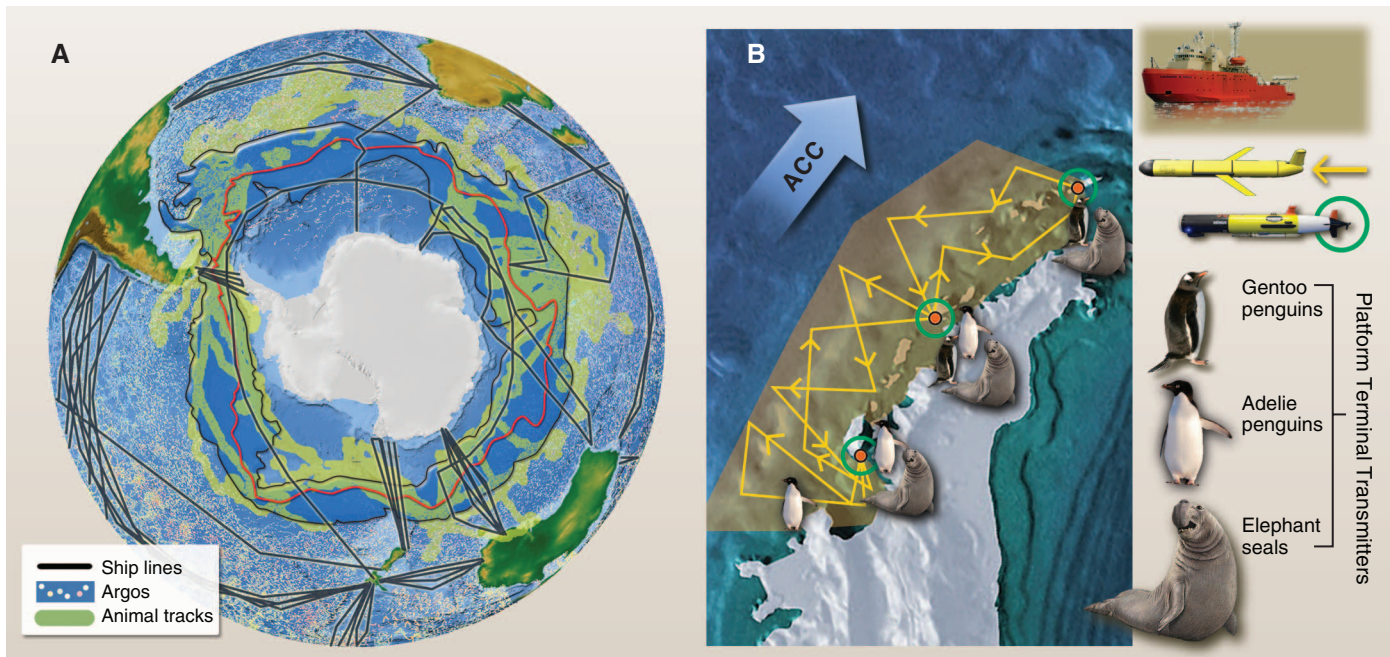 A
Ship lines
Argos
Animal tracks
B
ACC
Gentoo
penguins
Adelie
penguins
Elephant
seals
Platform Terminal Transmitters